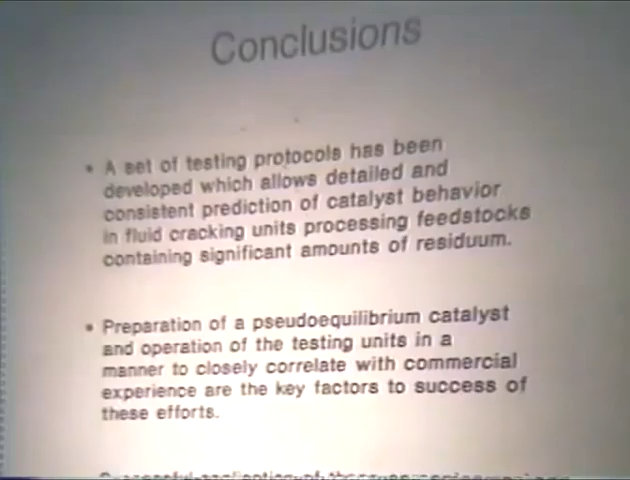 Conclusions
• A set of testing protocols has been
developed which allows detailed and
consistent prediction of catalyst behavior
in fluid cracking units processing feedstocks
containing significant amounts of residuum.
• Preparation of a pseudoequilibrium catalyst
and operation of the testing units in a
manner to closely correlate with commercial
experience are the key factors to success of
these efforts.